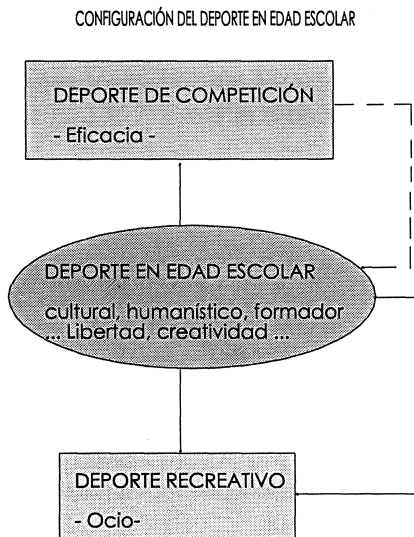 CONFIGURACIÓN DEL DEPORTE EN EDAD ESCOLAR
DEPORTE DE COMPETICIÓN
- Eficacia -
DEPORTE EN EDAD ESCOLAR
cultural, humanístico, formador
... Libertad, creatividad ...
DEPORTE RECREATIVO
- Ocio-